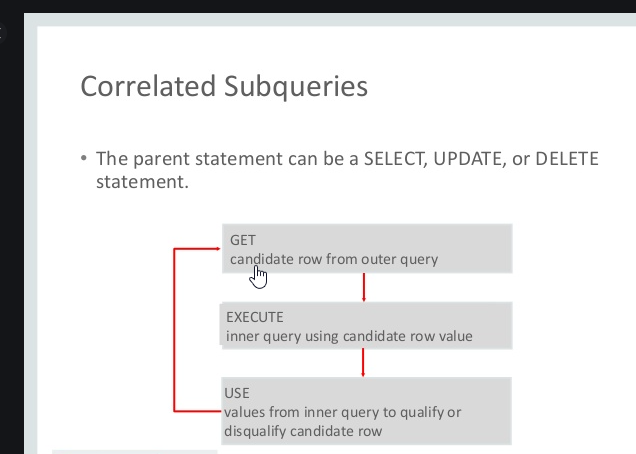 Correlated Subqueries
• The parent statement can be a SELECT, UPDATE, or DELETE
statement.
GET
candidate row from outer query
EXECUTE
inner query using candidate row value
USE
values from inner query to qualify or
disqualify candidate row